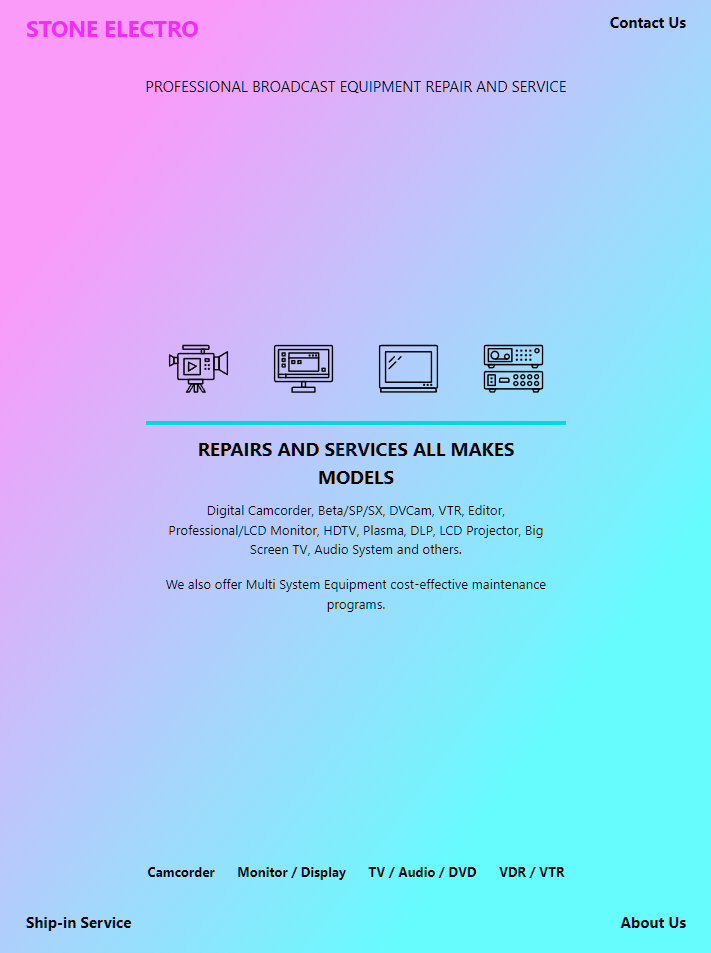 STONE ELECTRO
Contact Us
PROFESSIONAL BROADCAST EQUIPMENT REPAIR AND SERVICE
REPAIRS AND SERVICES ALL MAKES
MODELS
Digital Camcorder, Beta/SP/SX, DVCam, VTR, Editor,
Professional/LCD Monitor, HDTV, Plasma, DLP, LCD Projector, Big
Screen TV, Audio System and others.
We also offer Multi System Equipment cost-effective maintenance
programs.
Camcorder Monitor / Display TV / Audio / DVD VDR / VTR
Ship-in Service About Us